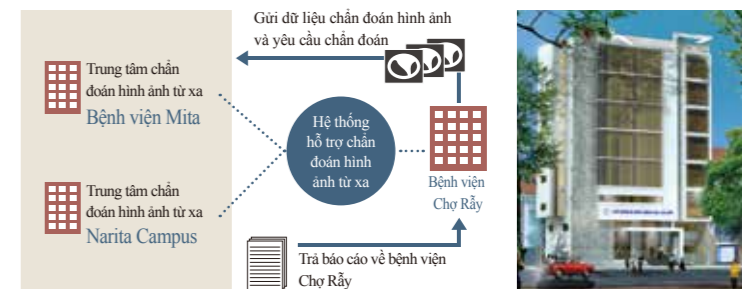 Gửi dữ liệu chẩn đoán hình ảnh
và yêu cầu chẩn đoán
Trung tâm chẩn
đoán hình ảnh từ xa
Bệnh viện Mita
Hệ thống
hỗ trợ chẩn
đoán hình
ảnh từ xa
Bệnh viện
Chợ Rẫy
Trung tâm chẩn
đoán hình ảnh từ xa
Narita Campus
Trả báo cáo về bệnh viện
Chợ Rẫy